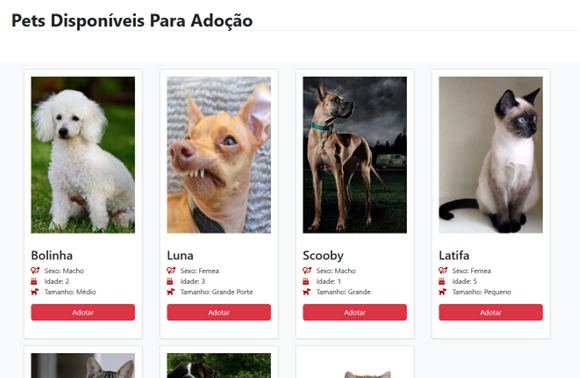 Pets Disponíveis Para Adoção
Bolinha
Sexo: Macho
Idade: 2
Tamanho: Médio
Adotar
Luna
Sexo: Femea
Idade: 3
Tamanho: Grande Porte
Adotar
Scooby
Sexo: Macho
Idade: 1
Tamanho: Grande
Adotar
Latifa
Sexo: Femea
Idade: 5
Tamanho: Pequeno
Adotar